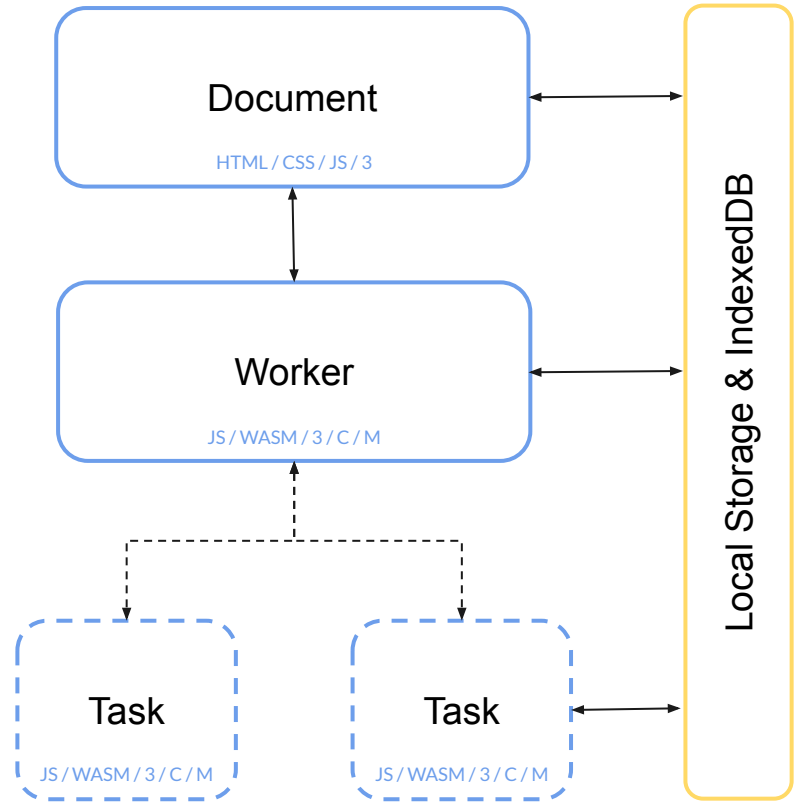 Document
HTML / CSS / JS / 3
Worker
JS / WASM / 3 / C / M
Task
JS / WASM / 3 / C / M
Task
JS / WASM / 3 / C / M
Local Storage & IndexedDB